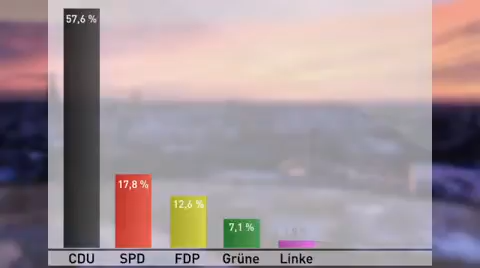 57,6 %
17,8 %
12,6 %
7,1 %
CDU SPD FDP Grüne Linke